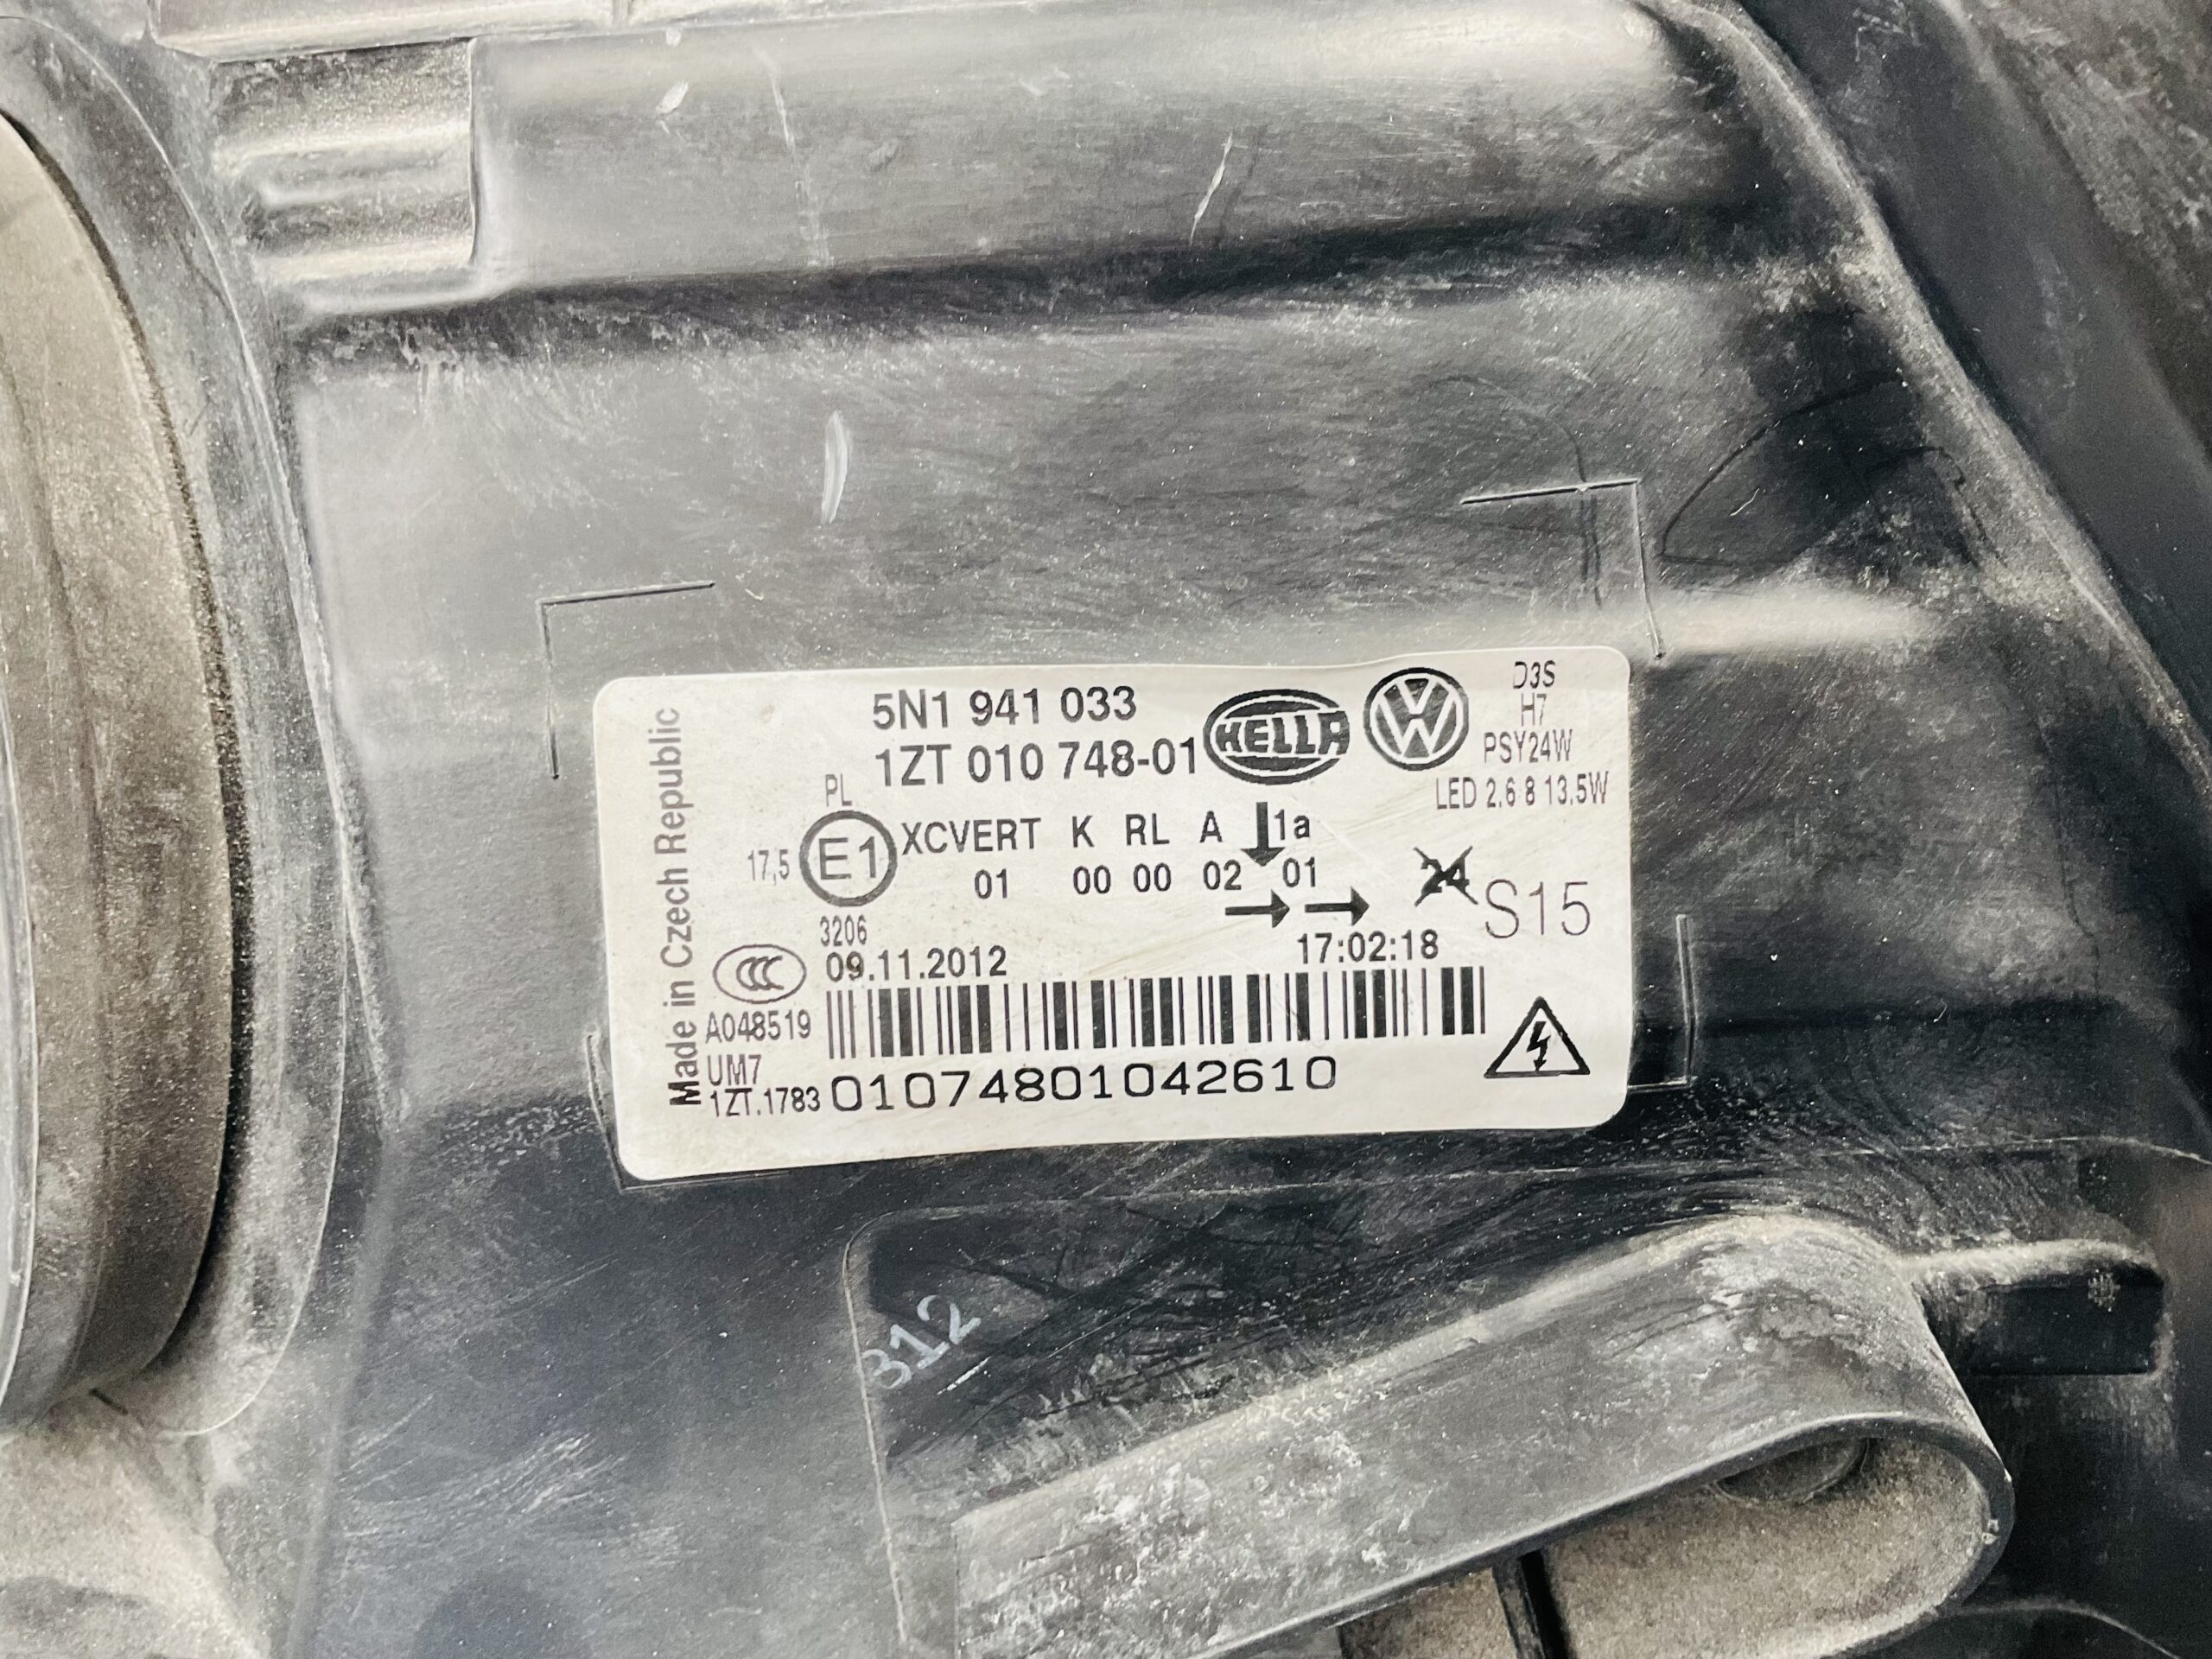 Made in Czech Republic
5N1 941 033
1ZT 010 748-01
HELLA
VW
D3S
H7
PSY24W
LED 2,6 8 13,5W
PL
17,5
E1
XCVERT K RL A 1a
01 00 00 02 01
24
S15
3206
09.11.2012
17:02:18
CCC
A048519
UM7
1ZT.1783
01074801042610
312